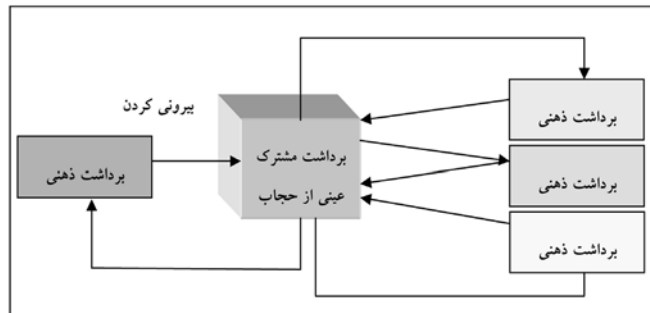 بیرونی کردن
برداشت ذهنی
برداشت مشترک
عینی از حجاب
برداشت ذهنی
برداشت ذهنی
برداشت ذهنی